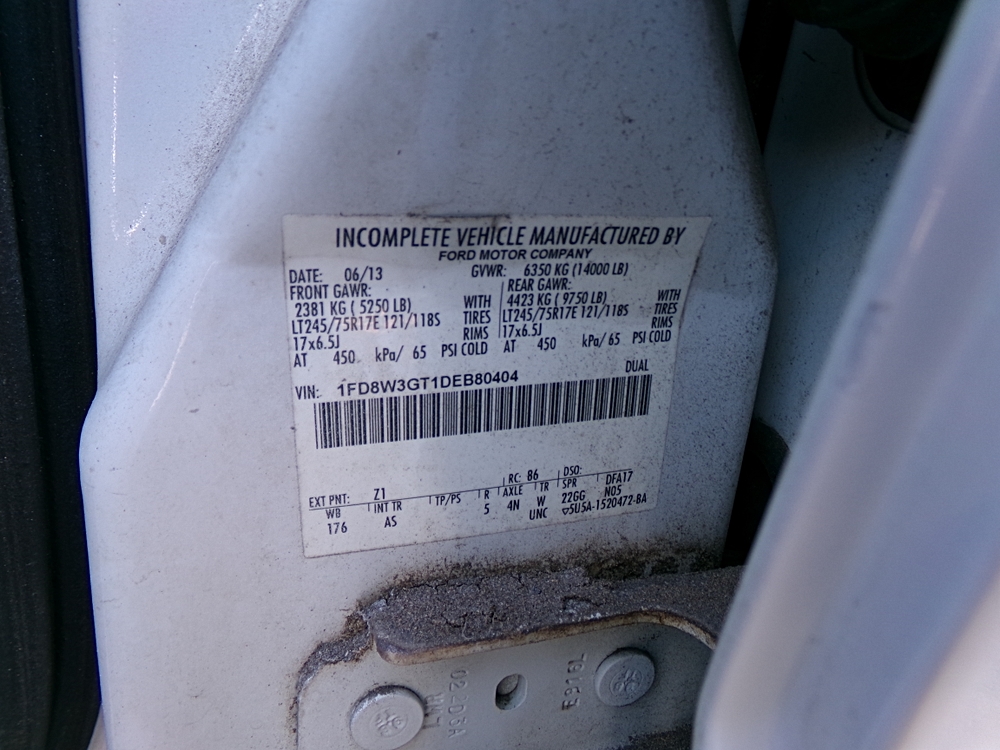 INCOMPLETE VEHICLE MANUFACTURED BY
FORD MOTOR COMPANY
DATE: 06/13 GVWR: 6350 KG (14000 LB)
FRONT GAWR: REAR GAWR:
2381 KG ( 5250 LB) WITH 4423 KG ( 9750 LB) WITH
LT245/75R17E 121/118S TIRES LT245/75R17E 121/118S TIRES
17x6.5J RIMS 17x6.5J RIMS
AT 450 kPa/ 65 PSI COLD AT 450 kPa/ 65 PSI COLD
DUAL
VIN: 1FD8W3GT1DEB80404
EXT PNT: Z1 RC: 86 DSO:
WB INT TR TP/PS R AXLE TR SPR DFA17
176 AS 5 4N W 22GG N05
UNC ▽5U5A-1520472-BA